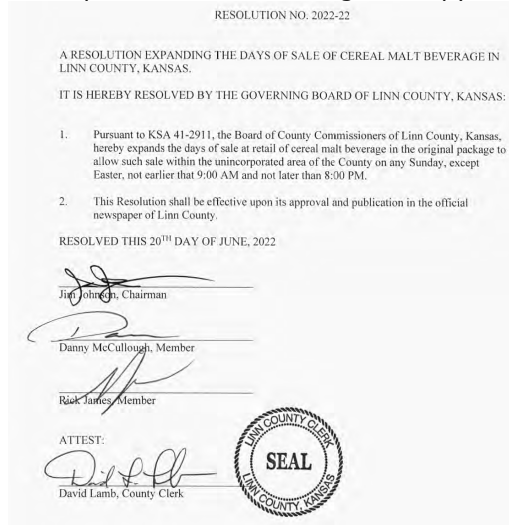 RESOLUTION NO. 2022-22
A RESOLUTION EXPANDING THE DAYS OF SALE OF CEREAL MALT BEVERAGE IN
LINN COUNTY, KANSAS.
IT IS HEREBY RESOLVED BY THE GOVERNING BOARD OF LINN COUNTY, KANSAS:
1. Pursuant to KSA 41-2911, the Board of County Commissioners of Linn County, Kansas,
hereby expands the days of sale at retail of cereal malt beverage in the original package to
allow such sale within the unincorporated area of the County on any Sunday, except
Easter, not earlier that 9:00 AM and not later than 8:00 PM.
2. This Resolution shall be effective upon its approval and publication in the official
newspaper of Linn County.
RESOLVED THIS 20TH DAY OF JUNE, 2022
Jim Johnson, Chairman
Danny McCullough, Member
Rick James, Member
ATTEST:
David Lamb, County Clerk
LINN COUNTY CLERK
SEAL
LINN COUNTY, KANSAS